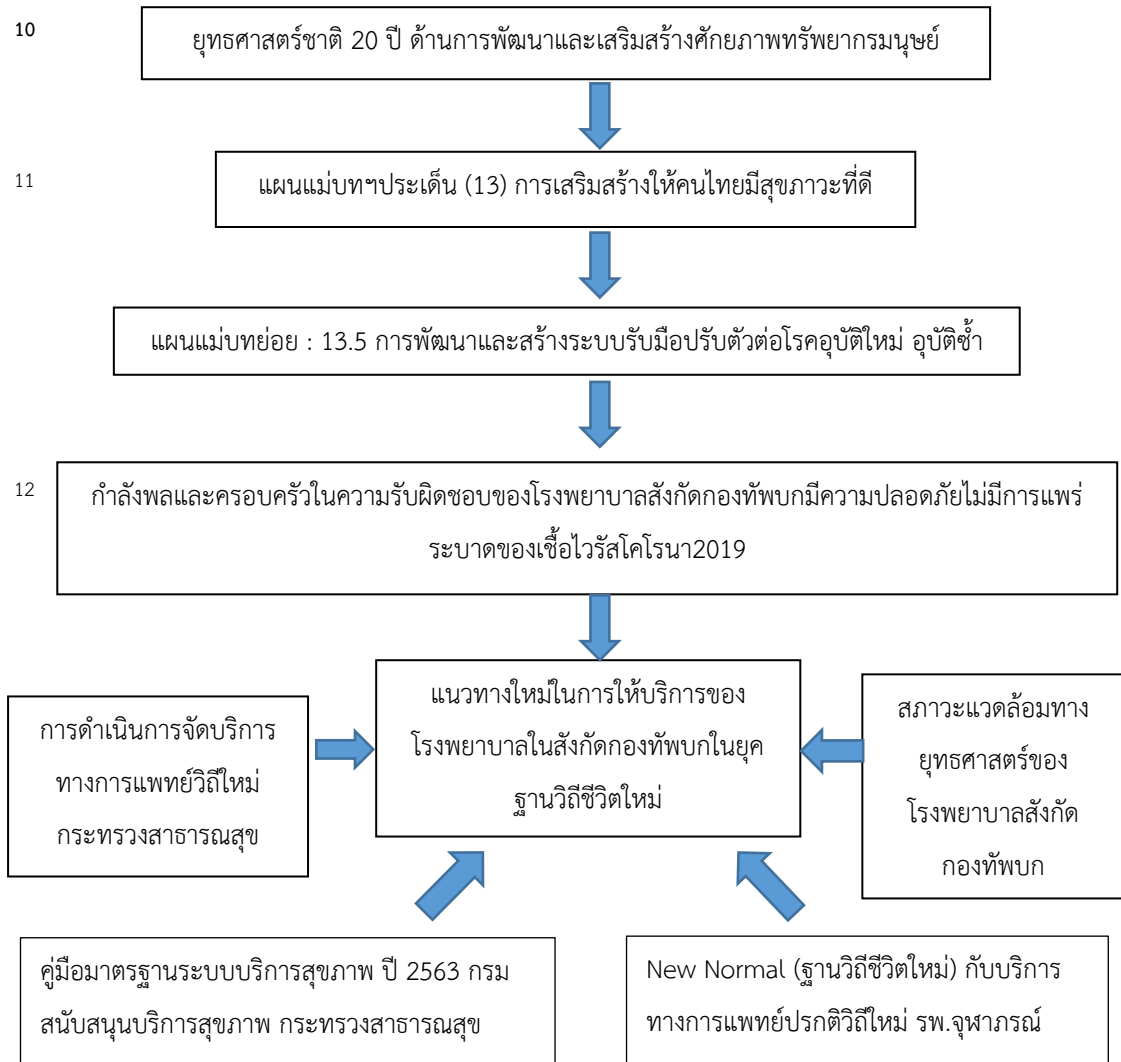 10
ยุทธศาสตร์ชาติ 20 ปี ด้านการพัฒนาและเสริมสร้างศักยภาพทรัพยากรมนุษย์
11
แผนแม่บทฯประเด็น (13) การเสริมสร้างให้คนไทยมีสุขภาวะที่ดี
แผนแม่บทย่อย : 13.5 การพัฒนาและสร้างระบบรับมือปรับตัวต่อโรคอุบัติใหม่ อุบัติซ้ำ
12
กำลังพลและครอบครัวในความรับผิดชอบของโรงพยาบาลสังกัดกองทัพบกมีความปลอดภัยไม่มีการแพร่
ระบาดของเชื้อไวรัสโคโรนา2019
การดำเนินการจัดบริการ
ทางการแพทย์วิถีใหม่
กระทรวงสาธารณสุข
แนวทางใหม่ในการให้บริการของ
โรงพยาบาลในสังกัดกองทัพบกในยุค
ฐานวิถีชีวิตใหม่
สภาวะแวดล้อมทาง
ยุทธศาสตร์ของ
โรงพยาบาลสังกัด
กองทัพบก
คู่มือมาตรฐานระบบบริการสุขภาพ ปี 2563 กรม
สนับสนุนบริการสุขภาพ กระทรวงสาธารณสุข
New Normal (ฐานวิถีชีวิตใหม่) กับบริการ
ทางการแพทย์ปรกติวิถีใหม่ รพ.จุฬาภรณ์